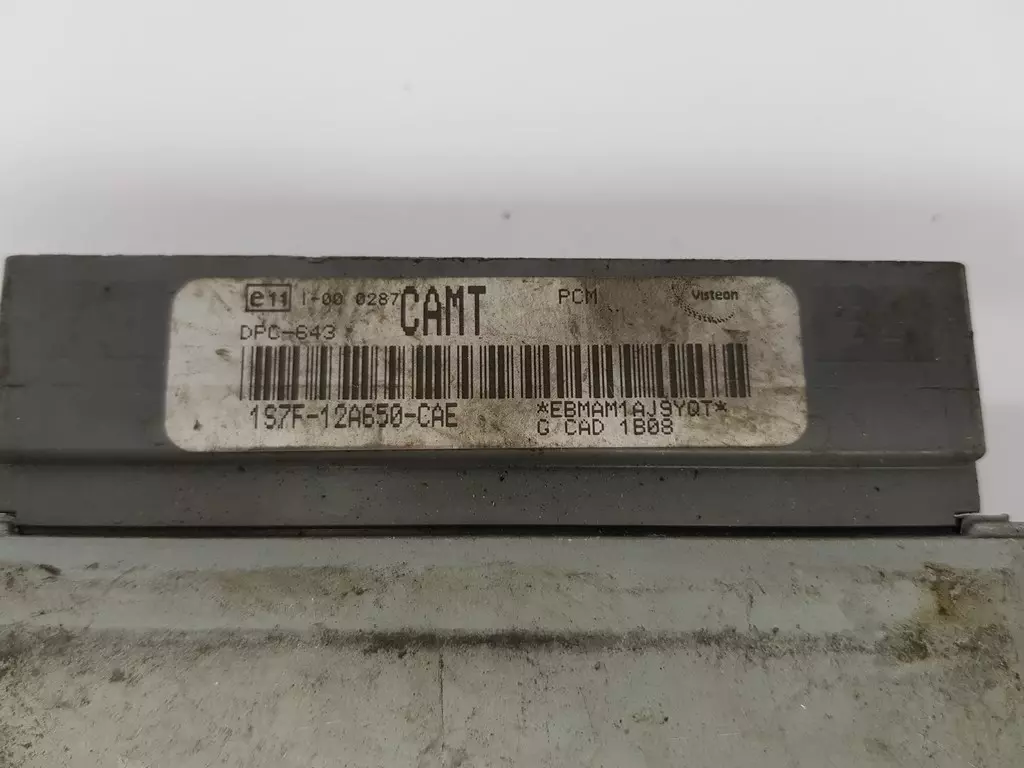 e11 I-00 0287 CAMT PCM Visteon
DPC-643
1S7F-12A650-CAE *EBMAM1AJ9YQT*
G CAD 1B08